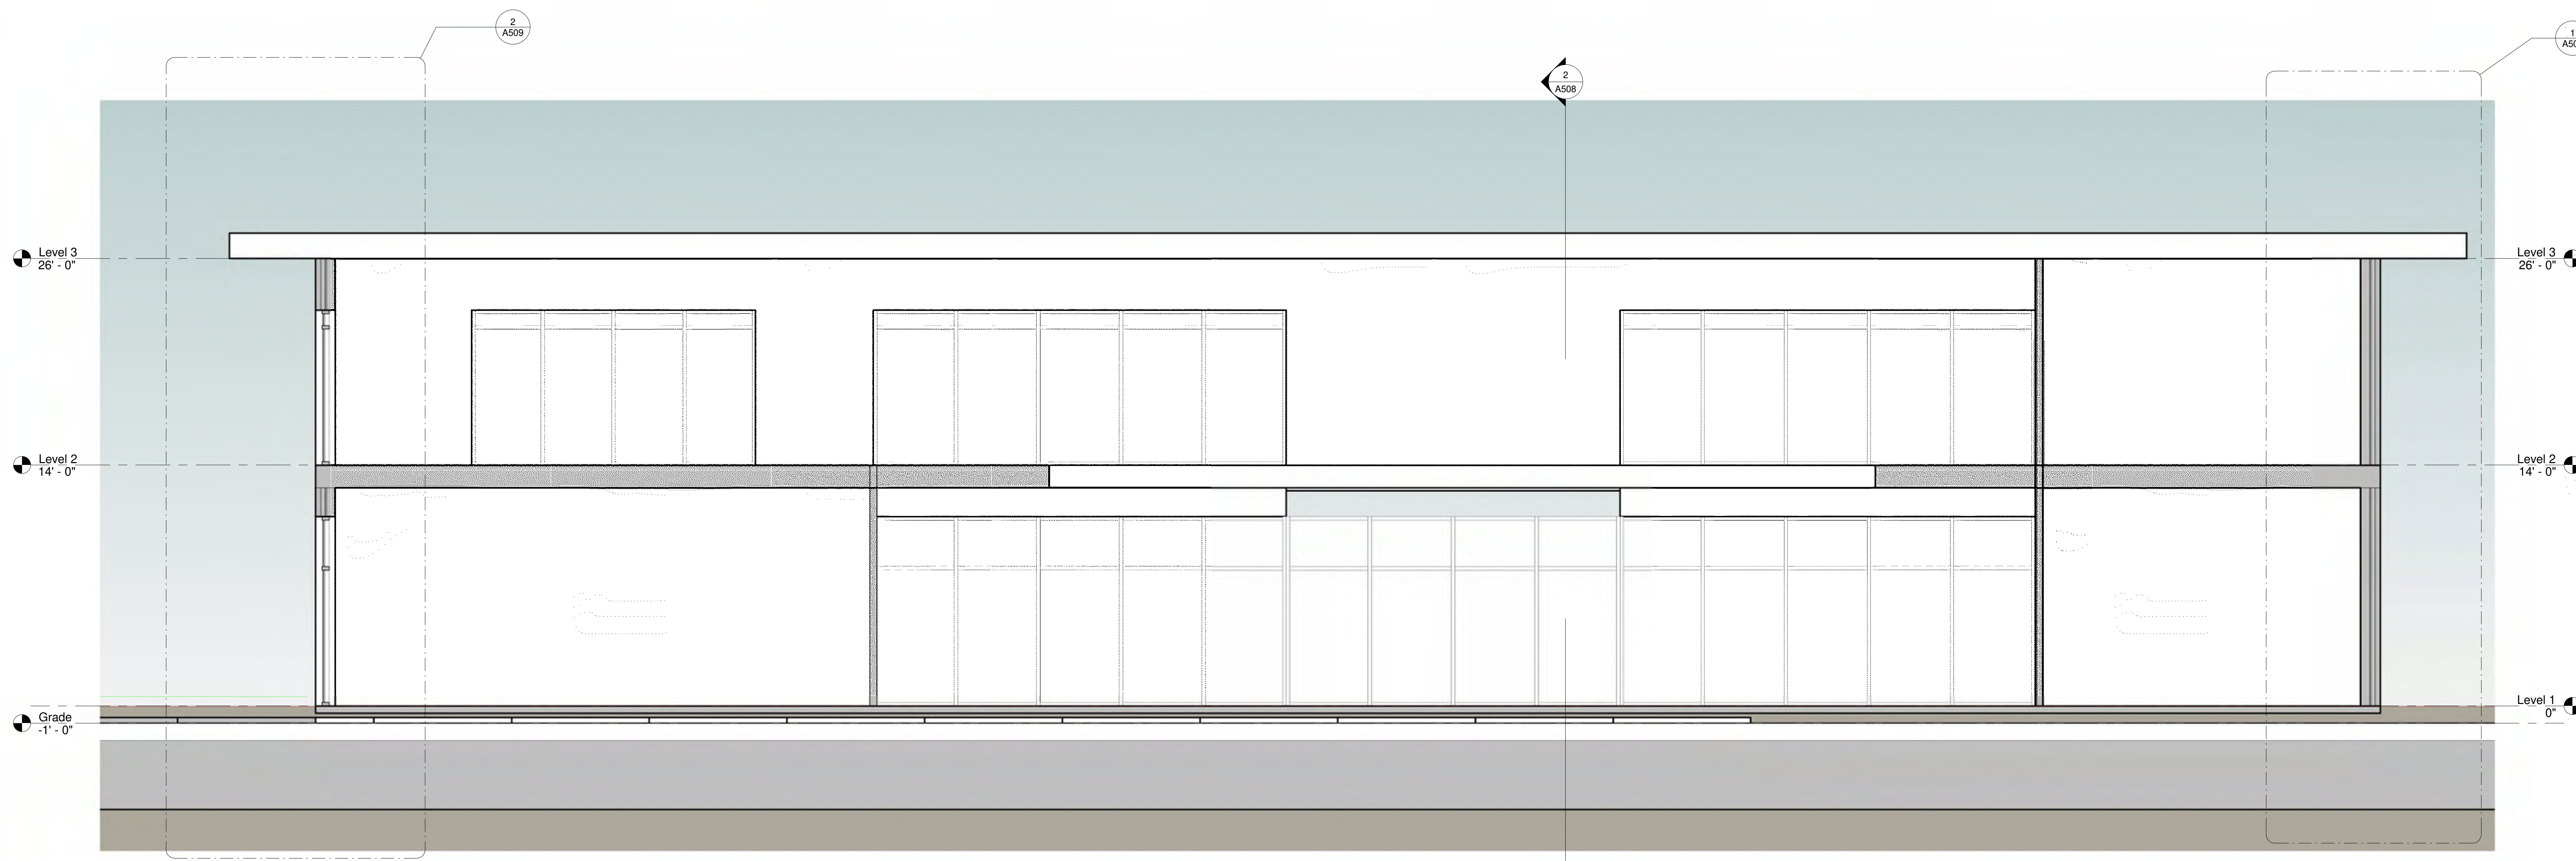 2
A509
2
A508
1
Level 3
26' - 0"
Level 3
26' - 0"
Level 2
14' - 0"
Level 2
14' - 0"
Grade
-1' - 0"
Level 1
0"